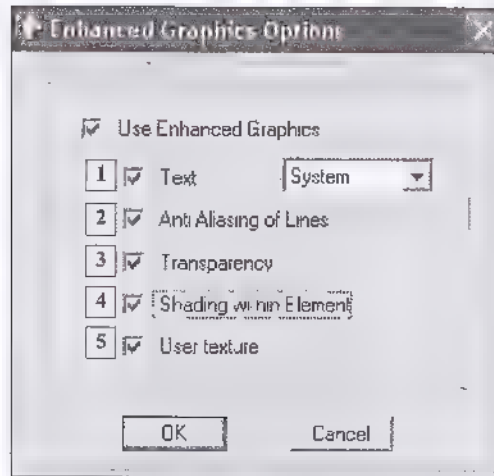 Enhanced Graphics Options
Use Enhanced Graphics
1 Text System
2 Anti Aliasing of Lines
3 Transparency
4 Shading within Element
5 User texture
OK Cancel